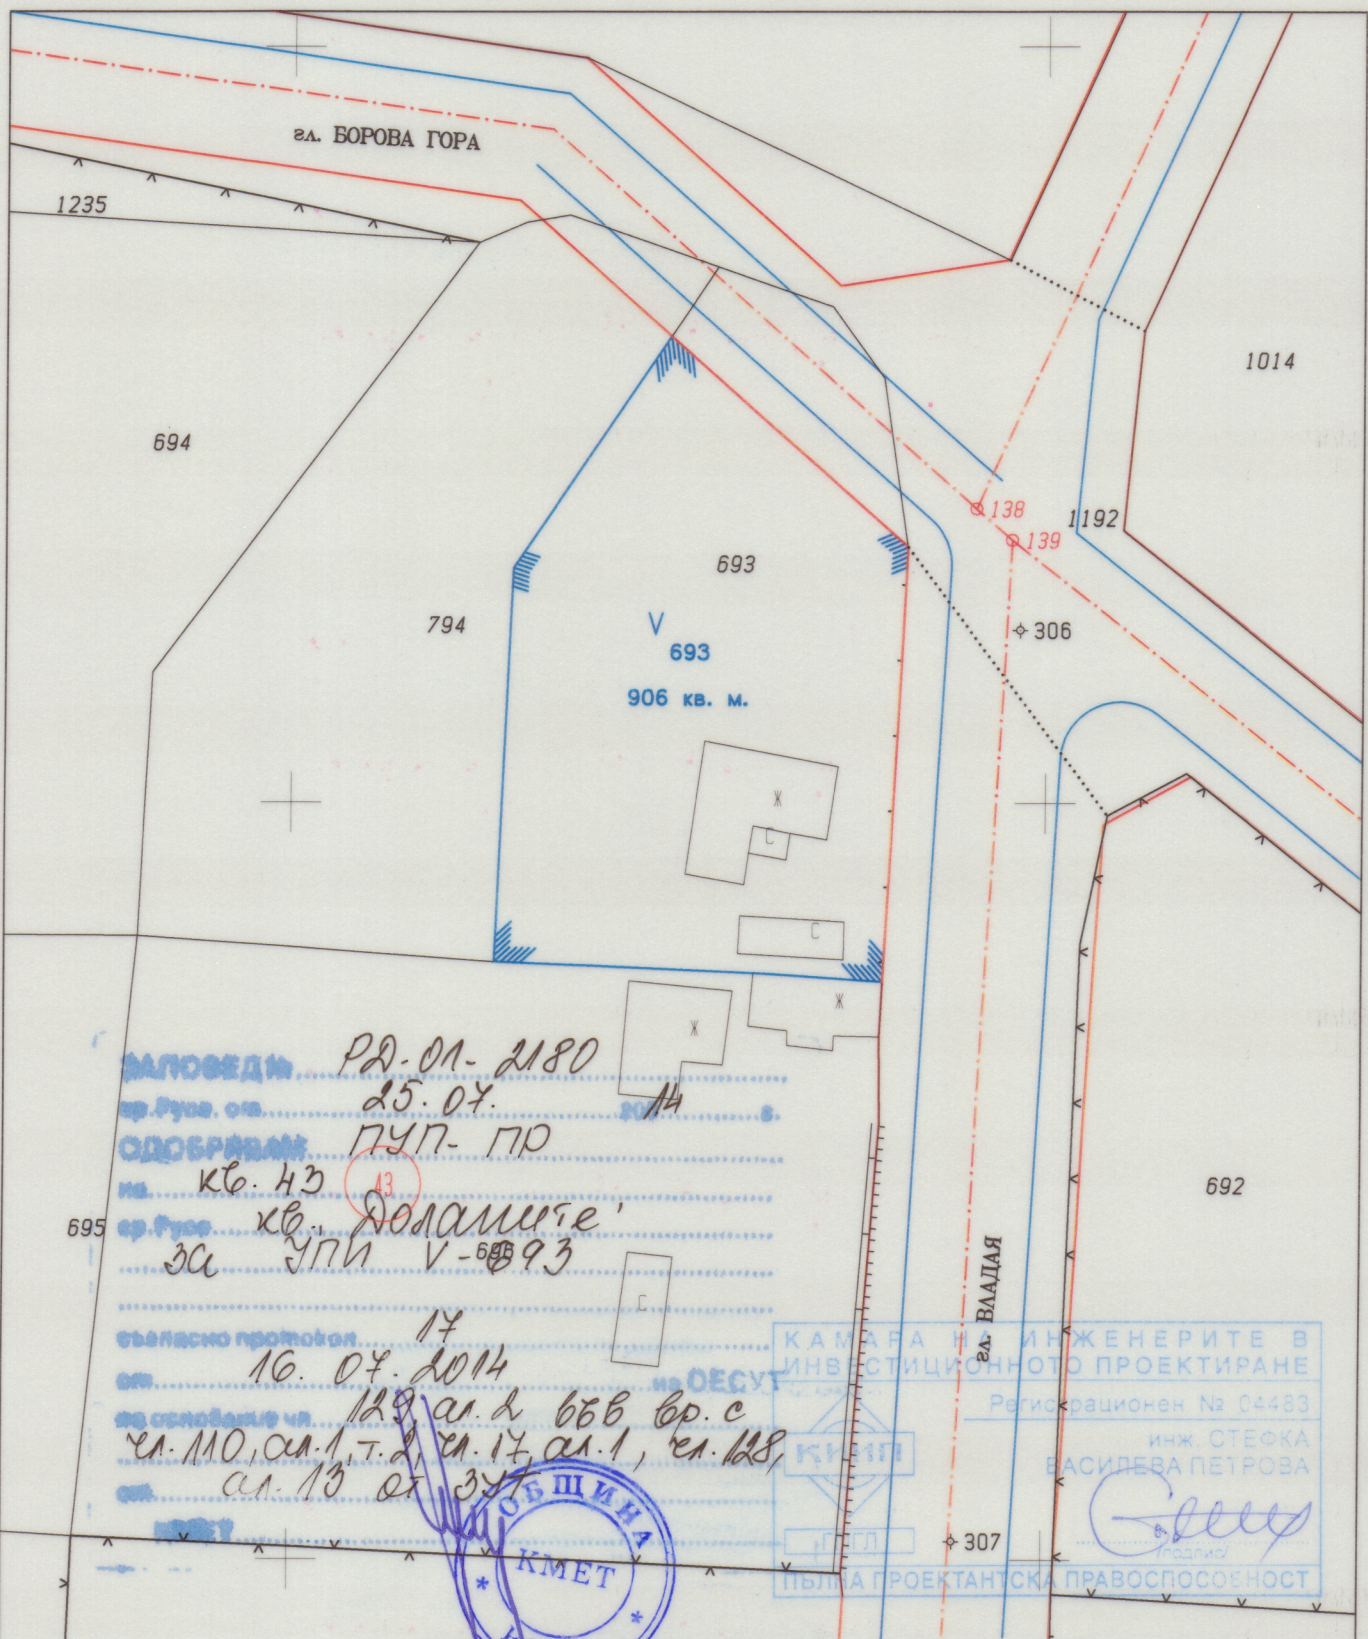 гл. БОРОВА ГОРА
1235
1014
694
138
1192
139
693
794
306
V
693
906 кв. м.
Ж
С
С
Ж
Ж
ЗАПОВЕД № РД-01-2180
гр. Русе, от 25.07. 2014 г.
ОДОБРЯВАМ ПУП - ПР
на кв. 43
43
692
695
гр. Русе кв. „Долапите"
за УПИ V-693
С
гл. ВЛАДАЯ
съгласно протокол 17
от 16.07.2014 на ОЕСУТ
на основание чл. 129, ал. 2 във вр. с
чл. 110, ал. 1, т. 2, чл. 17, ал. 1, чл. 128,
ал. 13 от ЗУТ
КМЕТ
ОБЩИНА
КМЕТ
КАМАРА НА ИНЖЕНЕРИТЕ В
ИНВЕСТИЦИОННОТО ПРОЕКТИРАНЕ
Регистрационен № 04483
инж. СТЕФКА
ВАСИЛЕВА ПЕТРОВА
КИИП
/подпис/
ПЪЛНА ПРОЕКТАНТСКА ПРАВОСПОСОБНОСТ
307